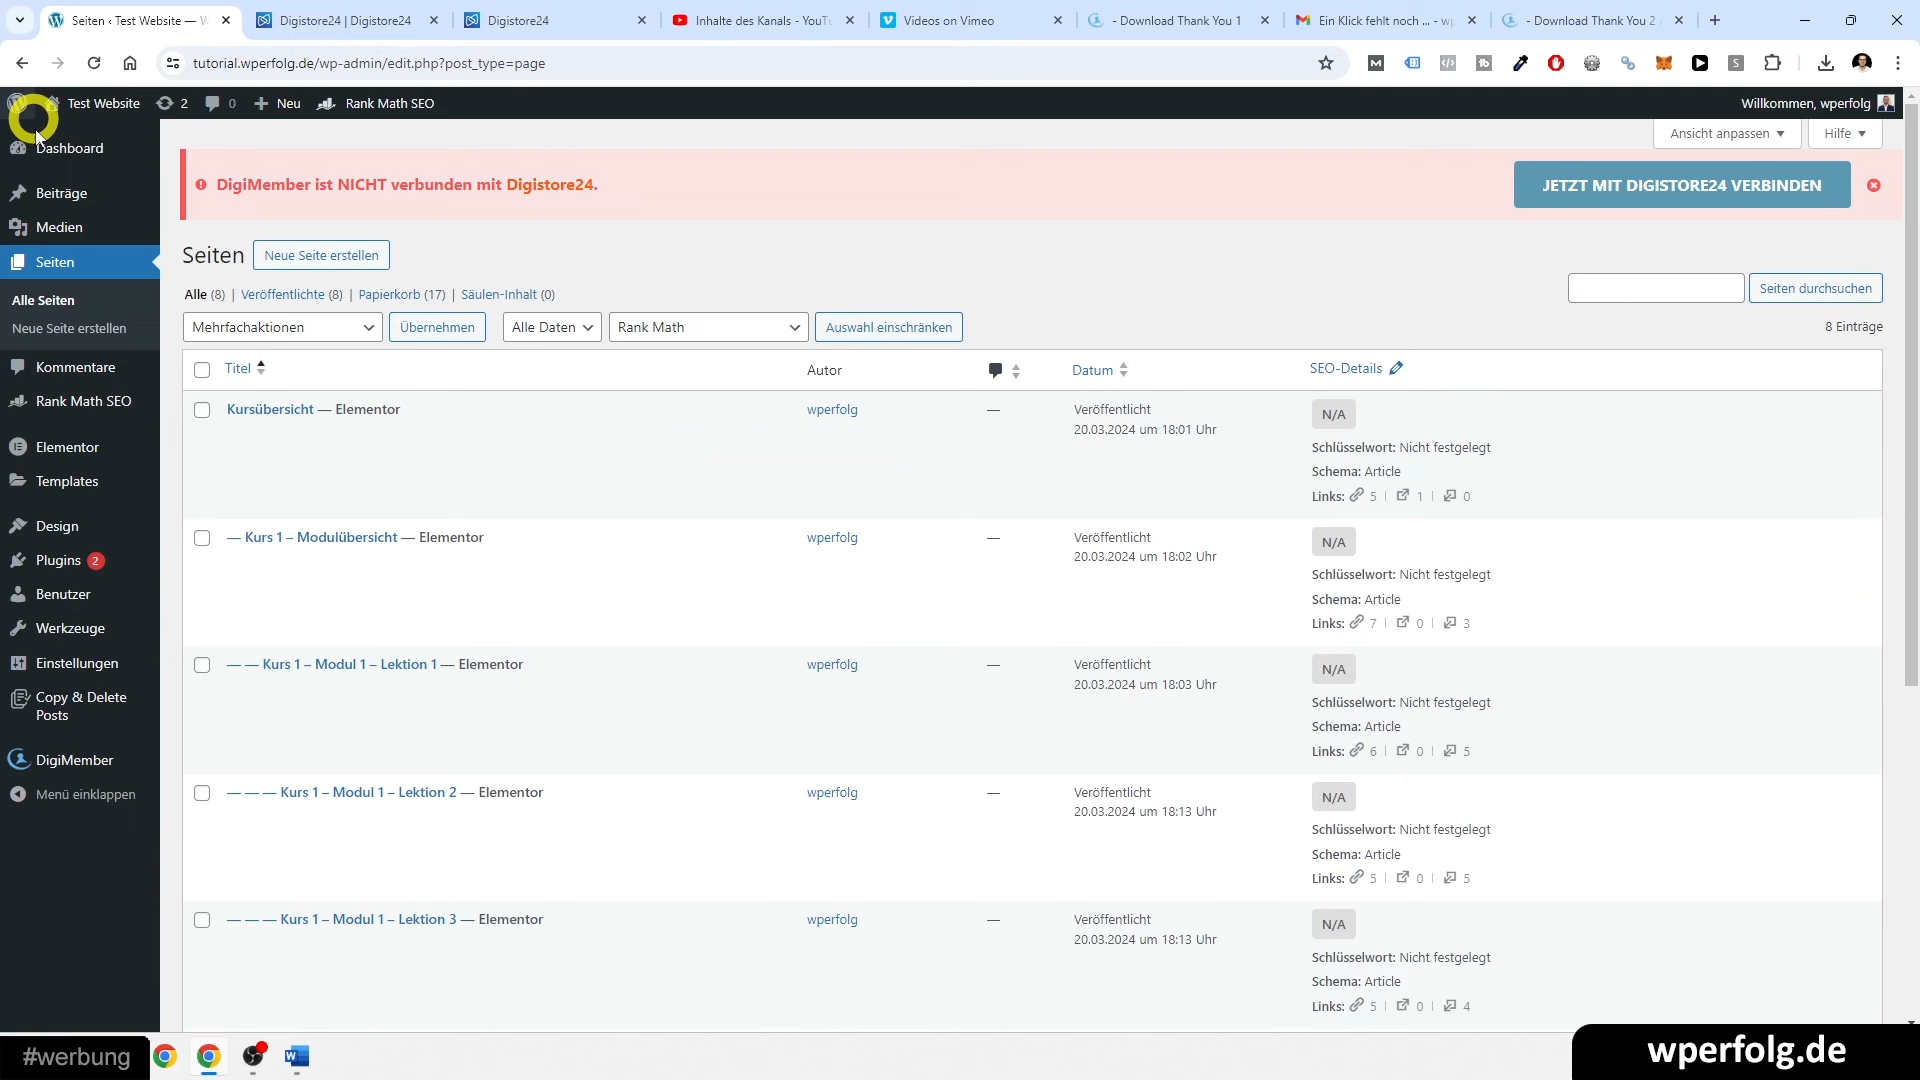 Test Website — W
Digistore24 | Digistore24
Digistore24
Inhalte des Kanals - YouTu
Videos on Vimeo
- Download Thank You 1
Ein Klick fehlt noch ... - wp
- Download Thank You 2
tutorial.wperfolg.de/wp-admin/edit.php?post_type=page
Test Website
2
0
Neu
Rank Math SEO
Willkommen, wperfolg
Dashboard
Beiträge
Medien
Seiten
Alle Seiten
Neue Seite erstellen
Kommentare
Rank Math SEO
Elementor
Templates
Design
Plugins 2
Benutzer
Werkzeuge
Einstellungen
Copy & Delete
Posts
DigiMember
Menü einklappen
Ansicht anpassen
Hilfe
DigiMember ist NICHT verbunden mit Digistore24.
JETZT MIT DIGISTORE24 VERBINDEN
Seiten
Neue Seite erstellen
Alle (8) | Veröffentlichte (8) | Papierkorb (17) | Säulen-Inhalt (0)
Seiten durchsuchen
Mehrfachaktionen
Übernehmen
Alle Daten
Rank Math
Auswahl einschränken
8 Einträge
Titel
Autor
Datum
SEO-Details
Kursübersicht — Elementor
wperfolg
—
Veröffentlicht
20.03.2024 um 18:01 Uhr
N/A
Schlüsselwort: Nicht festgelegt
Schema: Article
Links: 5 | 1 | 0
— Kurs 1 – Modulübersicht — Elementor
wperfolg
—
Veröffentlicht
20.03.2024 um 18:02 Uhr
N/A
Schlüsselwort: Nicht festgelegt
Schema: Article
Links: 7 | 0 | 3
— — Kurs 1 – Modul 1 – Lektion 1 — Elementor
wperfolg
—
Veröffentlicht
20.03.2024 um 18:03 Uhr
N/A
Schlüsselwort: Nicht festgelegt
Schema: Article
Links: 6 | 0 | 5
— — — Kurs 1 – Modul 1 – Lektion 2 — Elementor
wperfolg
—
Veröffentlicht
20.03.2024 um 18:13 Uhr
N/A
Schlüsselwort: Nicht festgelegt
Schema: Article
Links: 5 | 0 | 5
— — — Kurs 1 – Modul 1 – Lektion 3 — Elementor
wperfolg
—
Veröffentlicht
20.03.2024 um 18:13 Uhr
N/A
Schlüsselwort: Nicht festgelegt
Schema: Article
Links: 5 | 0 | 4
#werbung
wperfolg.de